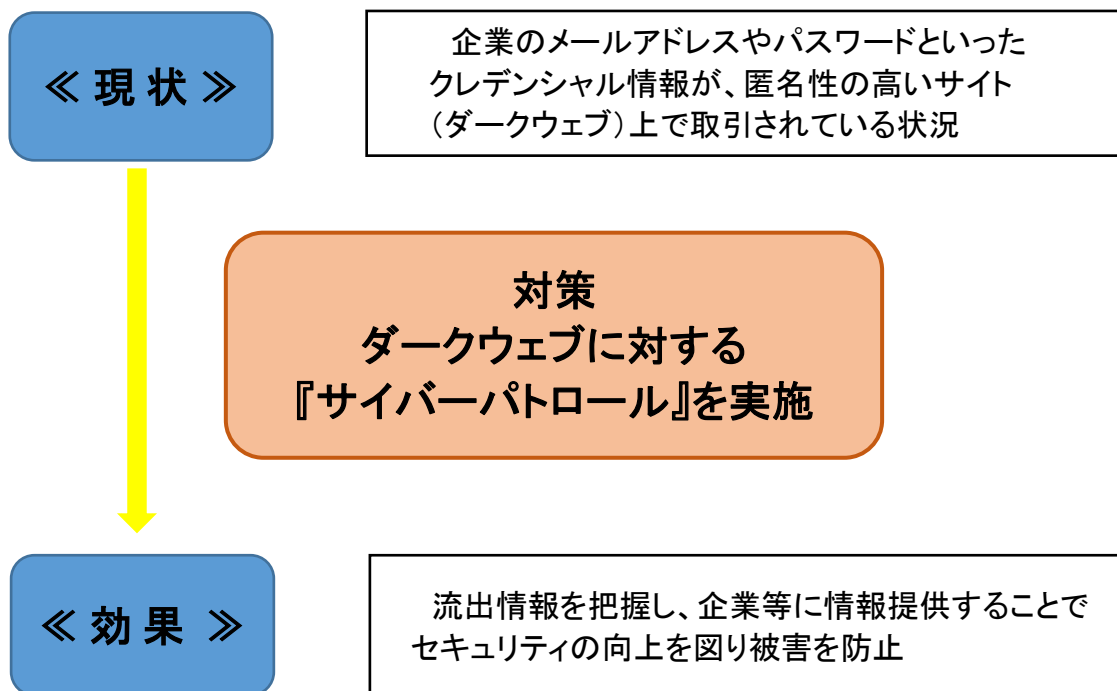 ≪ 現 状 ≫
企業のメールアドレスやパスワードといった
クレデンシャル情報が、匿名性の高いサイト
（ダークウェブ）上で取引されている状況
対策
ダークウェブに対する
『サイバーパトロール』を実施
≪ 効 果 ≫
流出情報を把握し、企業等に情報提供することで
セキュリティの向上を図り被害を防止